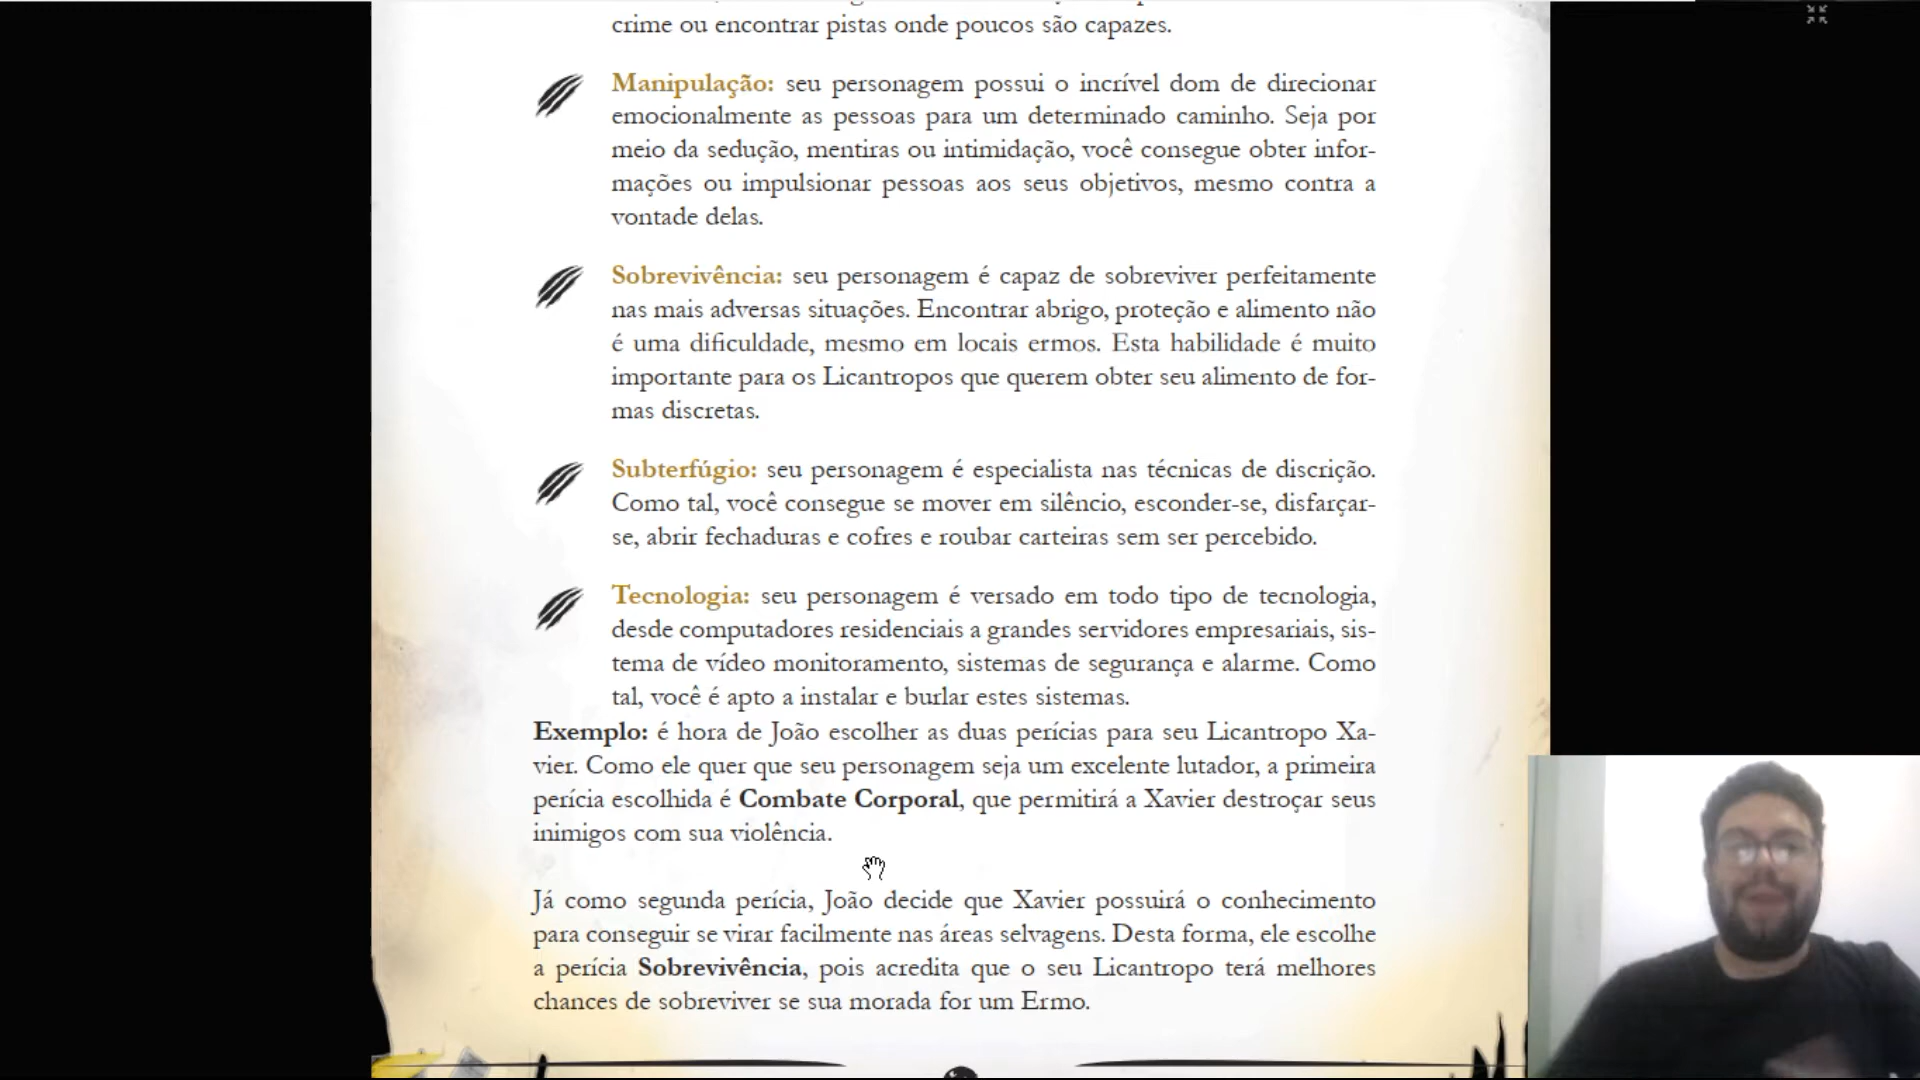 crime ou encontrar pistas onde poucos são capazes.
Manipulação: seu personagem possui o incrível dom de direcionar
emocionalmente as pessoas para um determinado caminho. Seja por
meio da sedução, mentiras ou intimidação, você consegue obter infor-
mações ou impulsionar pessoas aos seus objetivos, mesmo contra a
vontade delas.
Sobrevivência: seu personagem é capaz de sobreviver perfeitamente
nas mais adversas situações. Encontrar abrigo, proteção e alimento não
é uma dificuldade, mesmo em locais ermos. Esta habilidade é muito
importante para os Licantropos que querem obter seu alimento de for-
mas discretas.
Subterfúgio: seu personagem é especialista nas técnicas de discrição.
Como tal, você consegue se mover em silêncio, esconder-se, disfarçar-
se, abrir fechaduras e cofres e roubar carteiras sem ser percebido.
Tecnologia: seu personagem é versado em todo tipo de tecnologia,
desde computadores residenciais a grandes servidores empresariais, sis-
tema de vídeo monitoramento, sistemas de segurança e alarme. Como
tal, você é apto a instalar e burlar estes sistemas.
Exemplo: é hora de João escolher as duas perícias para seu Licantropo Xa-
vier. Como ele quer que seu personagem seja um excelente lutador, a primeira
perícia escolhida é Combate Corporal, que permitirá a Xavier destroçar seus
inimigos com sua violência.
Já como segunda perícia, João decide que Xavier possuirá o conhecimento
para conseguir se virar facilmente nas áreas selvagens. Desta forma, ele escolhe
a perícia Sobrevivência, pois acredita que o seu Licantropo terá melhores
chances de sobreviver se sua morada for um Ermo.